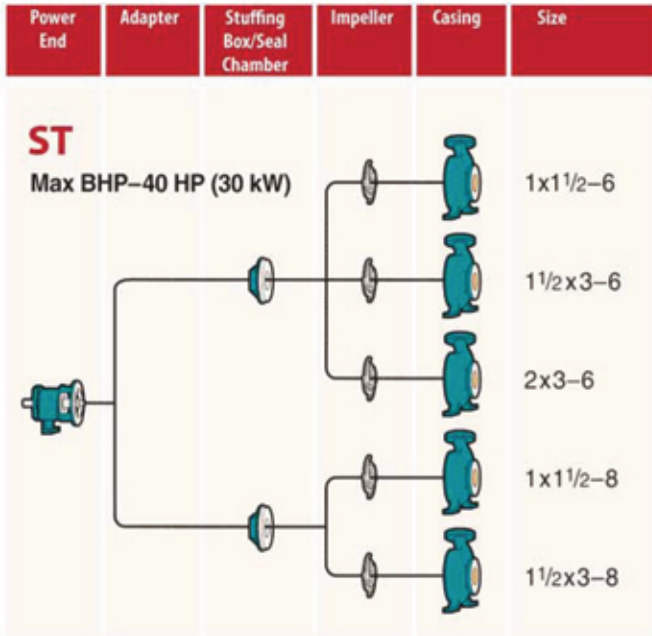 Power End
Adapter
Stuffing Box/Seal Chamber
Impeller
Casing
Size
ST
Max BHP–40 HP (30 kW)
1x1 1/2–6
1 1/2x3–6
2x3–6
1x1 1/2–8
1 1/2x3–8